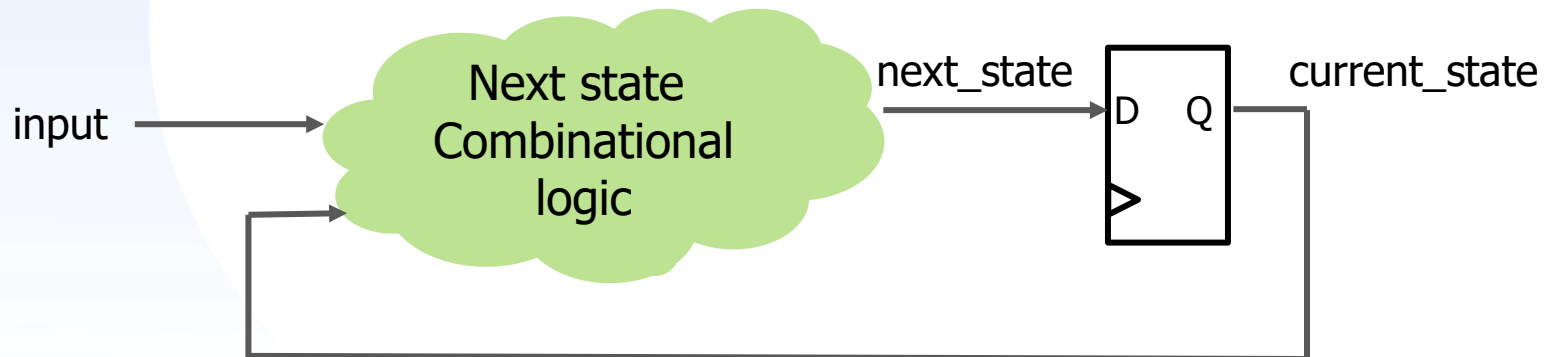 input
Next state
Combinational
logic
next_state
D Q
current_state